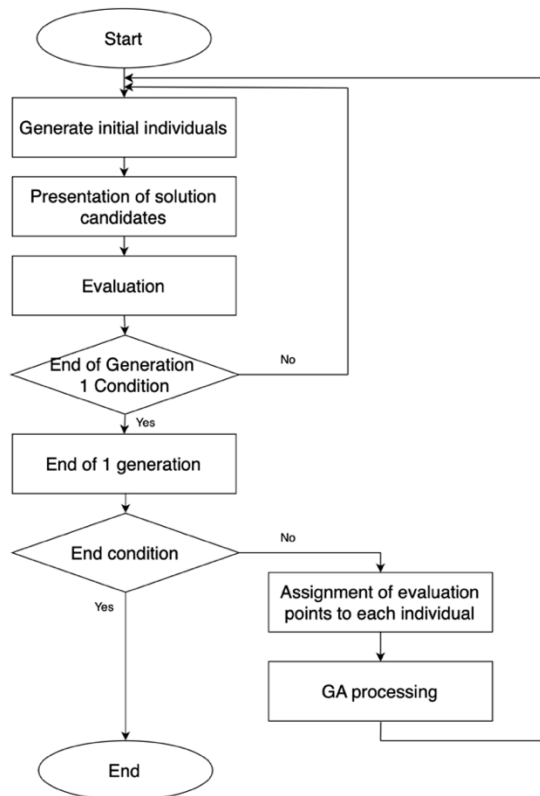 Start
Generate initial individuals
Presentation of solution
candidates
Evaluation
End of Generation
1 Condition
No
Yes
End of 1 generation
End condition
No
Yes
Assignment of evaluation
points to each individual
GA processing
End